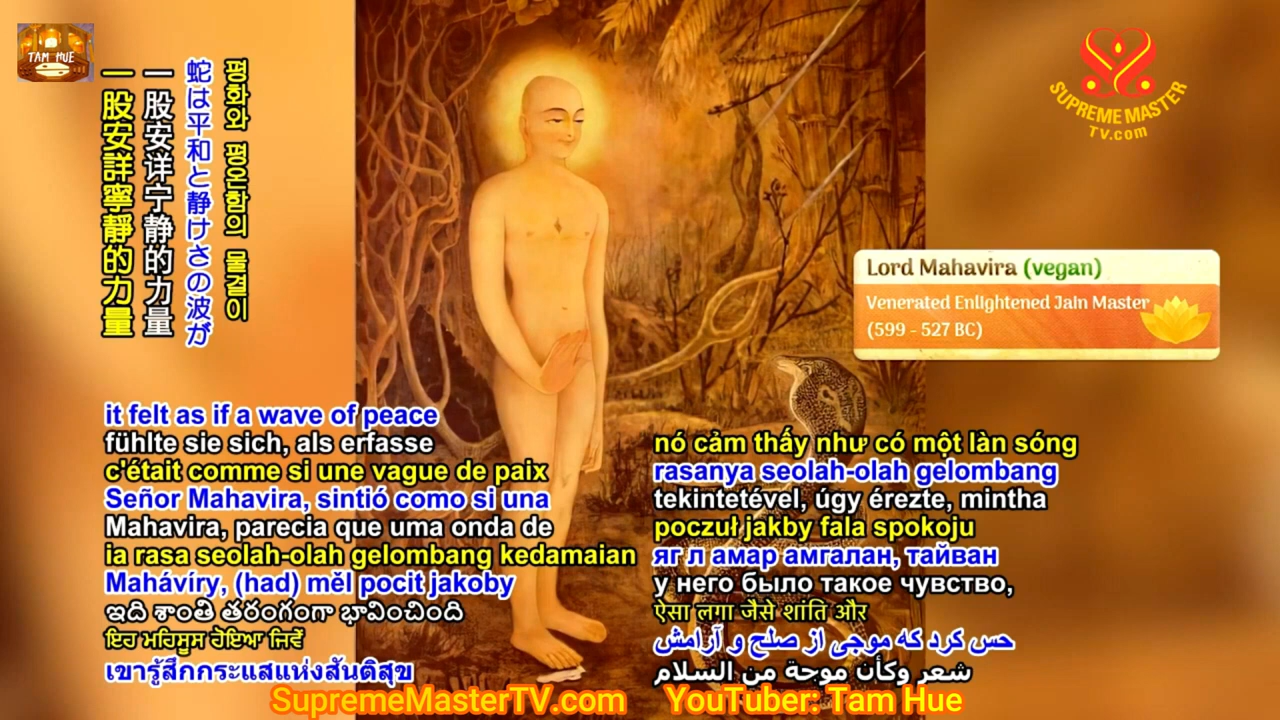 TAM HUE
一股安詳寧靜的力量
一股安详宁静的力量
蛇は平和と静けさの波が
평화와 평온함의 물결이
SUPREME MASTER
TV.com
Lord Mahavira (vegan)
Venerated Enlightened Jain Master
(599 - 527 BC)
it felt as if a wave of peace
fühlte sie sich, als erfasse
c'était comme si une vague de paix
Señor Mahavira, sintió como si una
Mahavira, parecia que uma onda de
ia rasa seolah-olah gelombang kedamaian
Mahávíry, (had) měl pocit jakoby
ఇది శాంతి తరంగంగా భావించింది
ਇਹ ਮਹਿਸੂਸ ਹੋਇਆ ਜਿਵੇਂ
เขารู้สึกกระแสแห่งสันติสุข
nó cảm thấy như có một làn sóng
rasanya seolah-olah gelombang
tekintetével, úgy érezte, mintha
poczuł jakby fala spokoju
яг л амар амгалан, тайван
у него было такое чувство,
ऐसा लगा जैसे शांति और
حس کرد که موجی از صلح و آرامش
شعر وكأن موجة من السلام
SupremeMasterTV.com YouTuber: Tam Hue